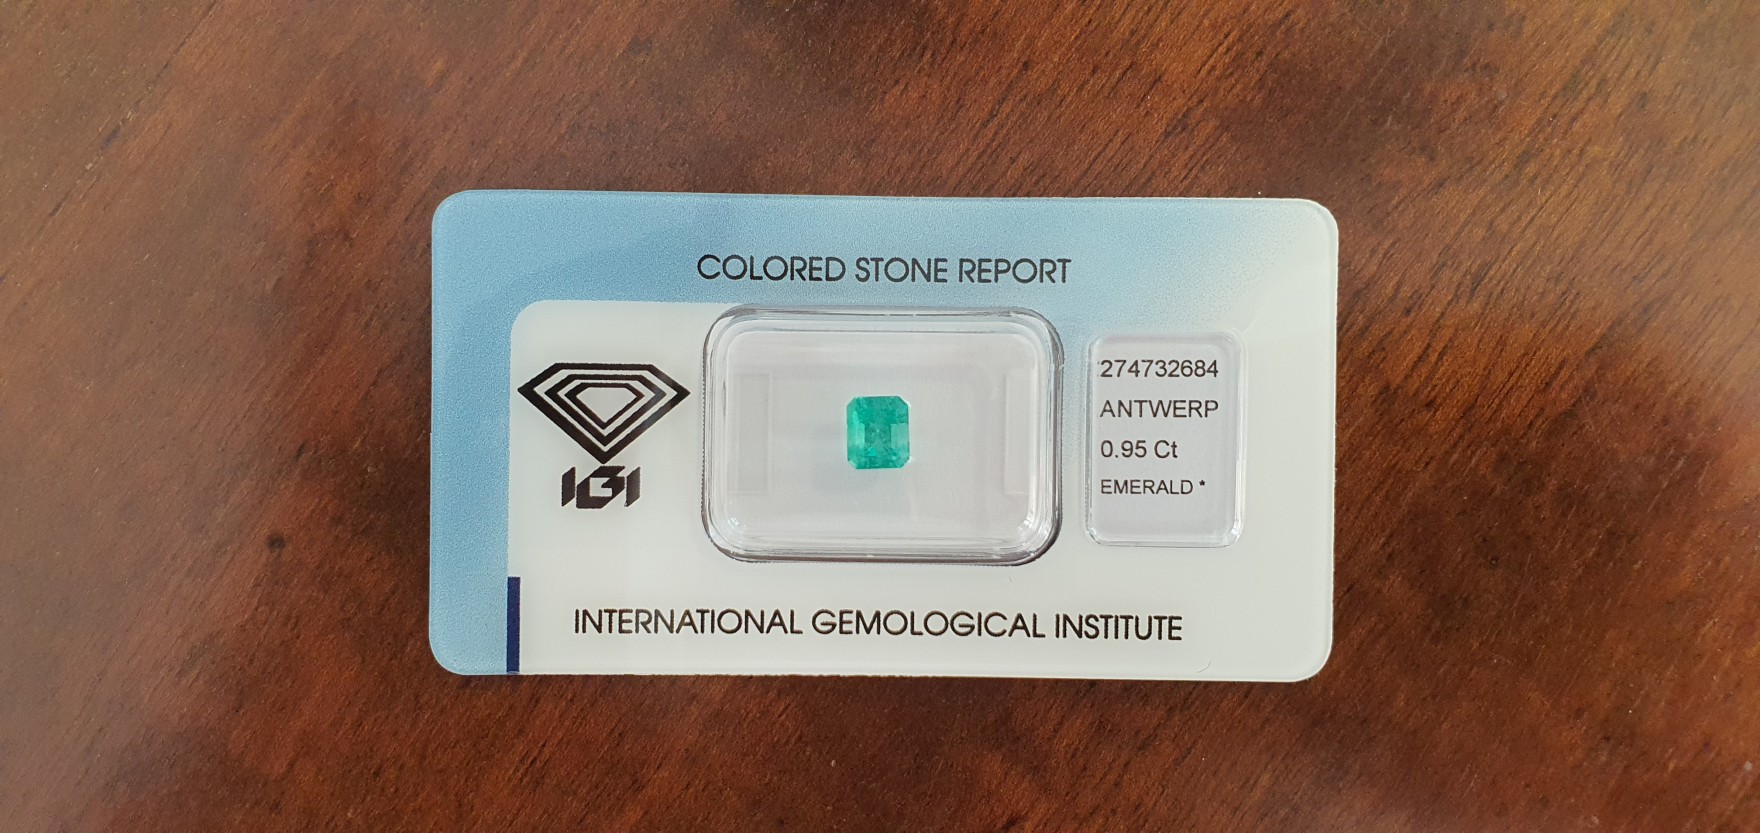 COLORED STONE REPORT
IGI
274732684
ANTWERP
0.95 Ct
EMERALD *
INTERNATIONAL GEMOLOGICAL INSTITUTE